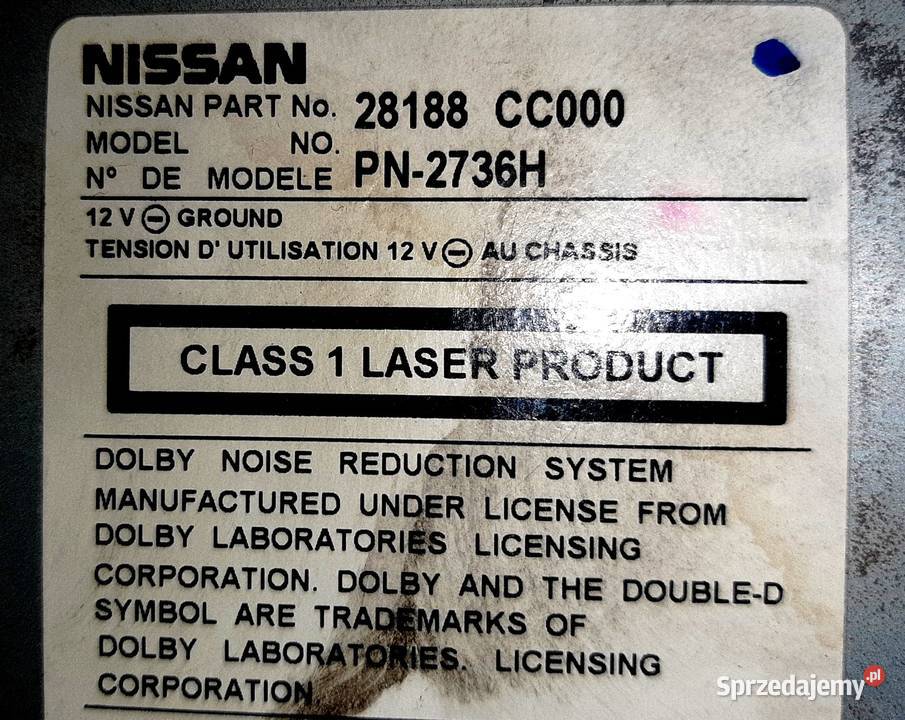 NISSAN
NISSAN PART No. 28188 CC000
MODEL NO.
N° DE MODELE PN-2736H
12 V ⊖ GROUND
TENSION D' UTILISATION 12 V ⊖ AU CHASSIS
CLASS 1 LASER PRODUCT
DOLBY NOISE REDUCTION SYSTEM
MANUFACTURED UNDER LICENSE FROM
DOLBY LABORATORIES LICENSING
CORPORATION. DOLBY AND THE DOUBLE-D
SYMBOL ARE TRADEMARKS OF
DOLBY LABORATORIES. LICENSING
CORPORATION
Sprzedajemy.pl